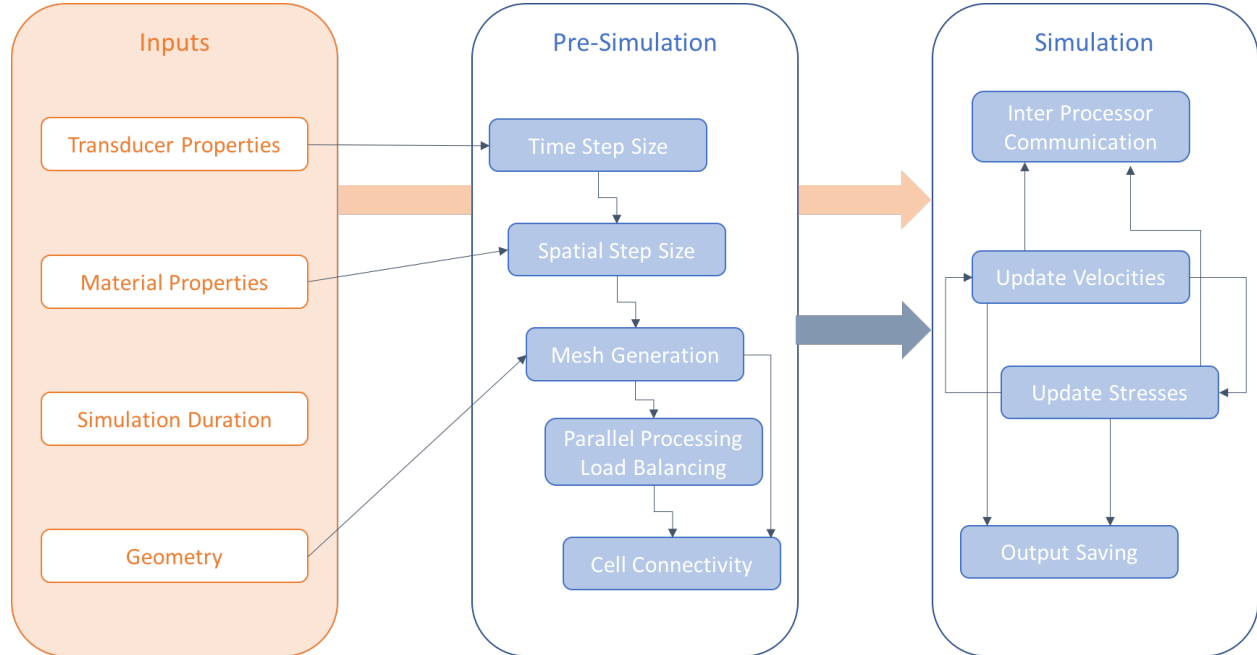 Inputs
Transducer Properties
Material Properties
Simulation Duration
Geometry
Pre-Simulation
Time Step Size
Spatial Step Size
Mesh Generation
Parallel Processing
Load Balancing
Cell Connectivity
Simulation
Inter Processor
Communication
Update Velocities
Update Stresses
Output Saving